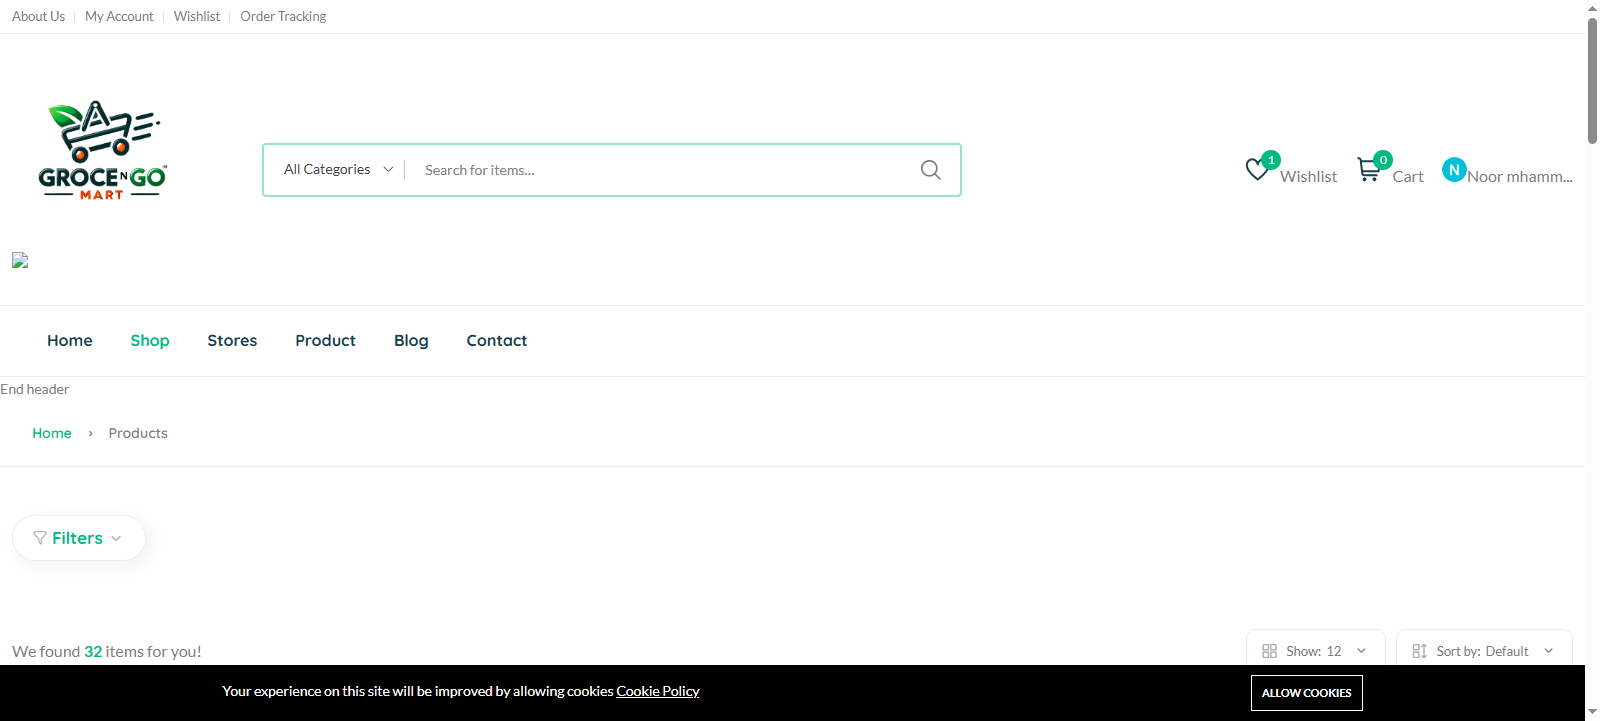 About Us My Account Wishlist Order Tracking
GROCE N GO™
MART
All Categories Search for items...
1 Wishlist 0 Cart N Noor mhamm...
Home Shop Stores Product Blog Contact
End header
Home › Products
Filters
We found 32 items for you!
Show: 12 Sort by: Default
Your experience on this site will be improved by allowing cookies Cookie Policy
ALLOW COOKIES